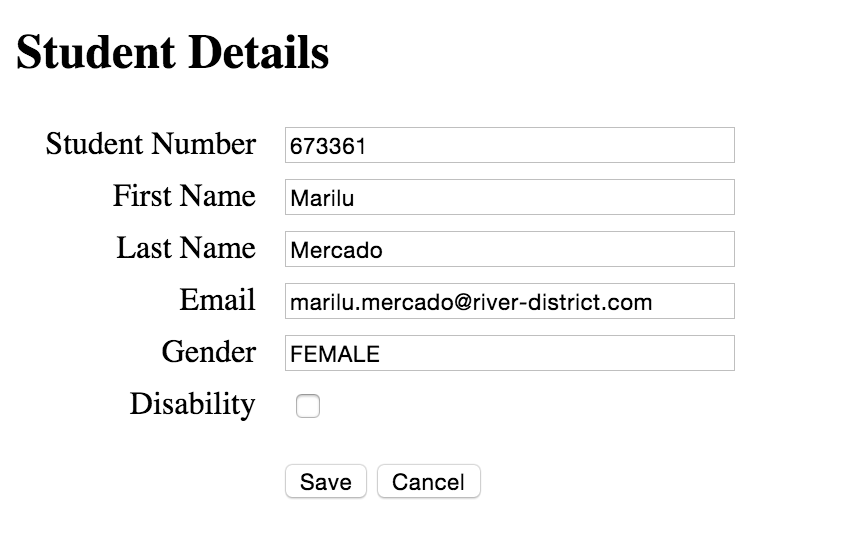 Student Details
Student Number 673361
First Name Marilu
Last Name Mercado
Email marilu.mercado@river-district.com
Gender FEMALE
Disability
Save Cancel